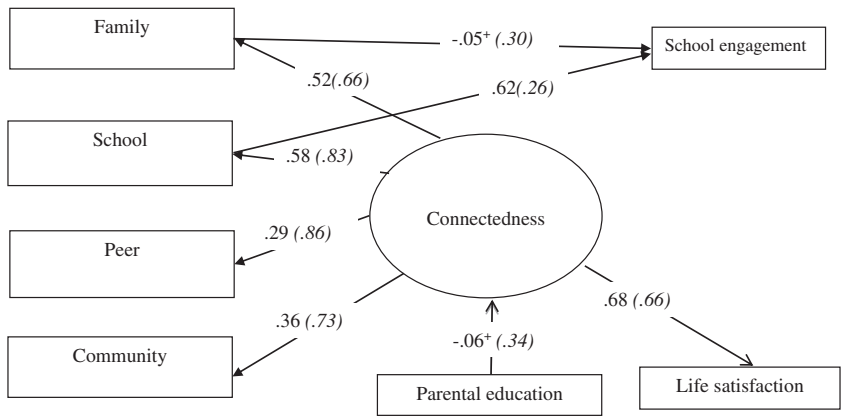 Family
-.05+ (.30)
School engagement
.52(.66)
.62(.26)
School
.58 (.83)
Connectedness
Peer
.29 (.86)
.68 (.66)
.36 (.73)
-.06+ (.34)
Community
Parental education
Life satisfaction